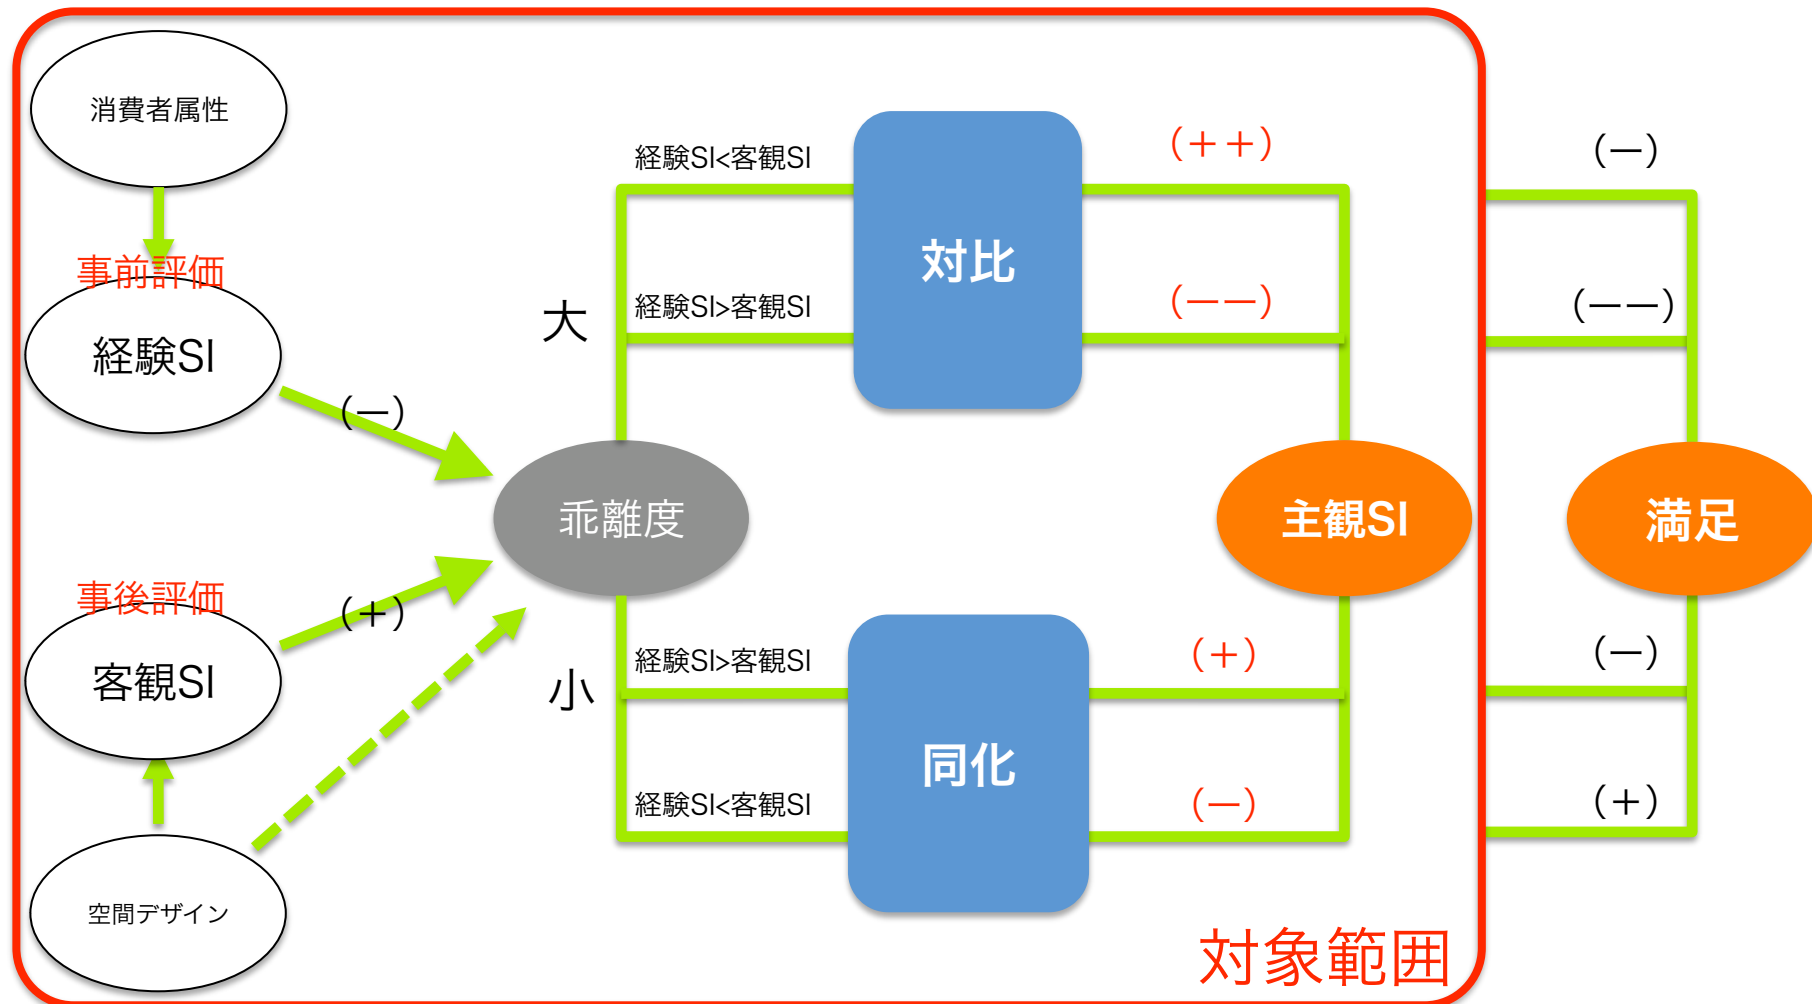 消費者属性
事前評価
経験SI
（—）
事後評価
客観SI
（＋）
空間デザイン
乖離度
大
小
経験SI<客観SI
経験SI>客観SI
経験SI>客観SI
経験SI<客観SI
対比
同化
（＋＋）
（——）
（＋）
（—）
主観SI
対象範囲
（—）
（——）
満足
（—）
（＋）